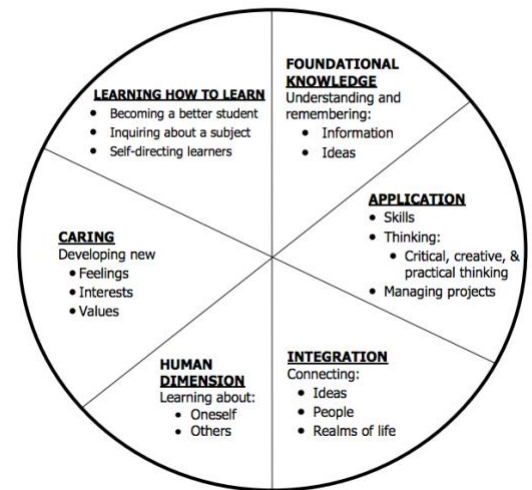 FOUNDATIONAL
KNOWLEDGE
Understanding and
remembering:
• Information
• Ideas
APPLICATION
• Skills
• Thinking:
• Critical, creative, &
practical thinking
• Managing projects
INTEGRATION
Connecting:
• Ideas
• People
• Realms of life
HUMAN
DIMENSION
Learning about:
• Oneself
• Others
CARING
Developing new
• Feelings
• Interests
• Values
LEARNING HOW TO LEARN
• Becoming a better student
• Inquiring about a subject
• Self-directing learners